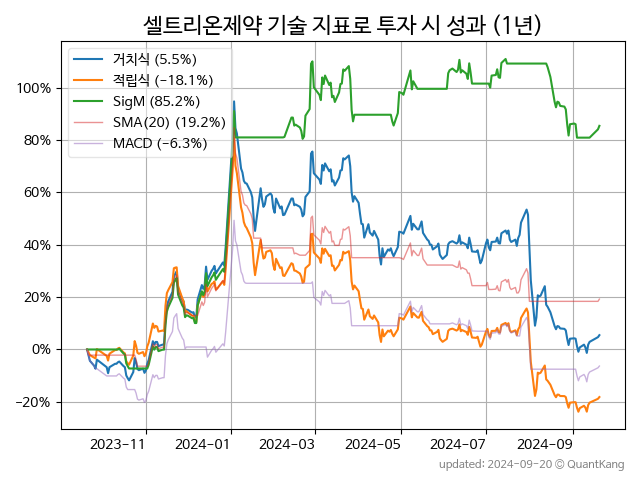 셀트리온제약 기술 지표로 투자 시 성과 (1년)
거치식 (5.5%)
적립식 (−18.1%)
SigM (85.2%)
SMA(20) (19.2%)
MACD (−6.3%)
100%
80%
60%
40%
20%
0%
−20%
2023-11
2024-01
2024-03
2024-05
2024-07
2024-09
updated: 2024-09-20 © QuantKang